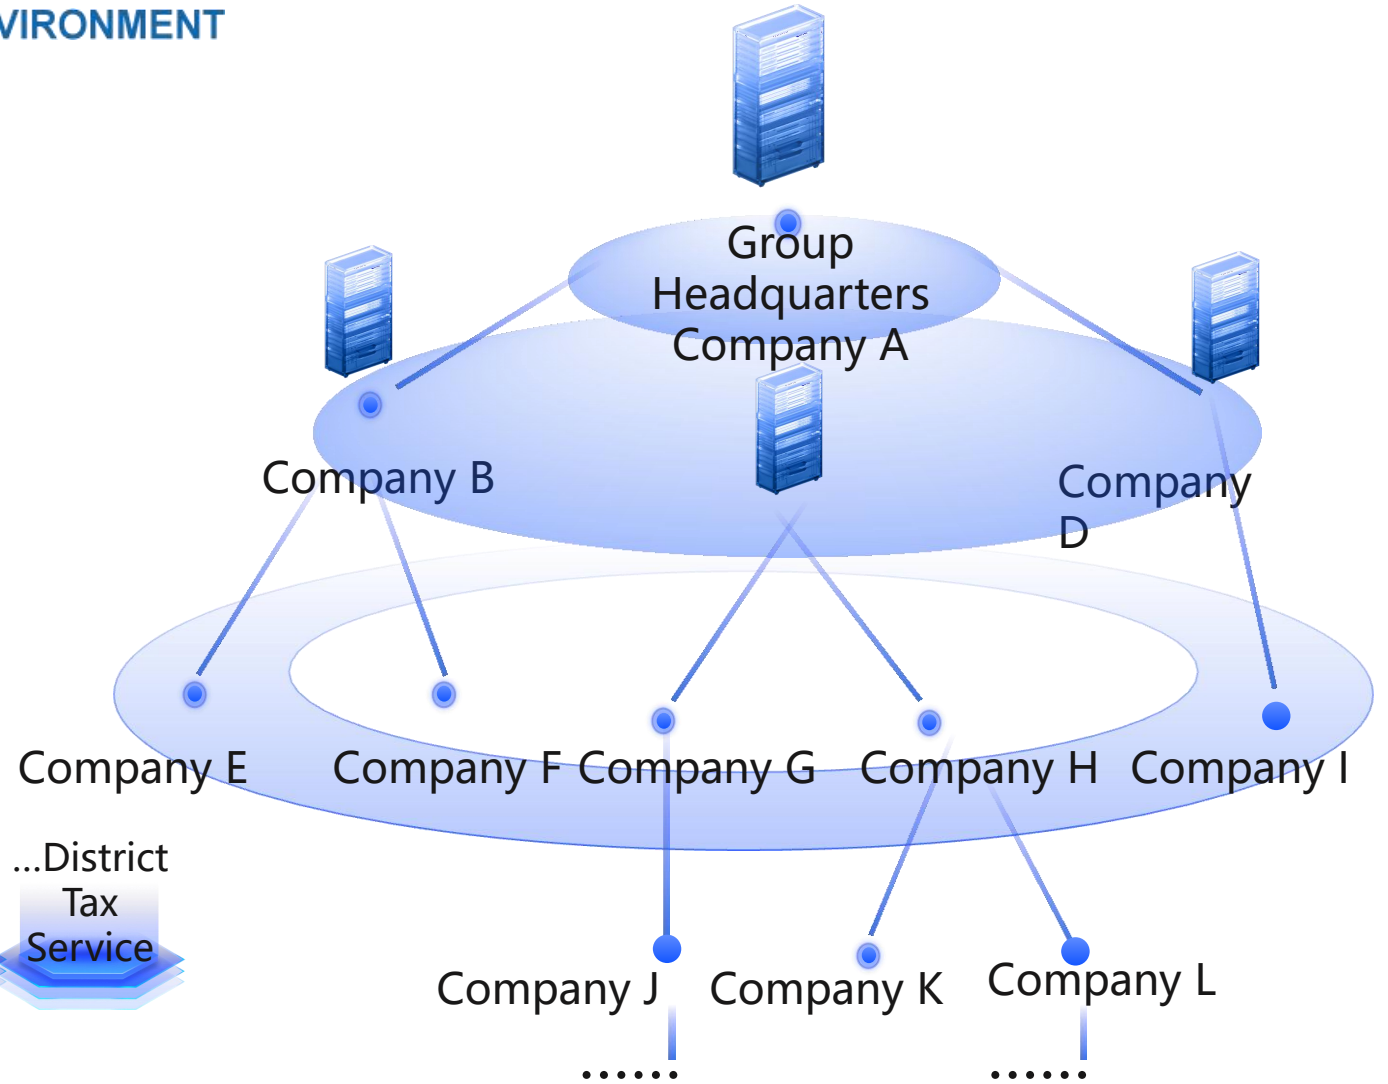 VIRONMENT
Group
Headquarters
Company A
Company B
Company
D
Company E
Company F
Company G
Company H
Company I
...District
Tax
Service
Company J
Company K
Company L
......
......